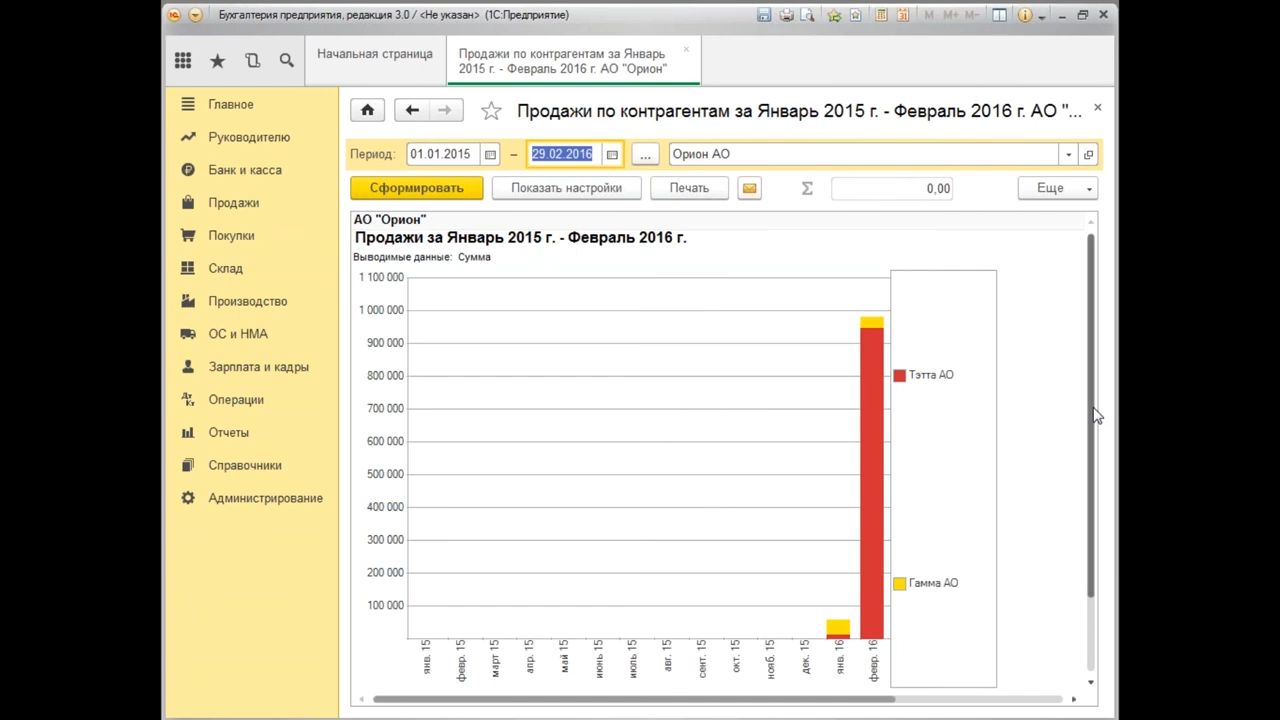 Бухгалтерия предприятия, редакция 3.0 / <Не указан> (1С:Предприятие)
M M+ M-
Начальная страница
Продажи по контрагентам за Январь
2015 г. - Февраль 2016 г. АО "Орион"
Главное
Руководителю
Банк и касса
Продажи
Покупки
Склад
Производство
ОС и НМА
Зарплата и кадры
Операции
Отчеты
Справочники
Администрирование
Продажи по контрагентам за Январь 2015 г. - Февраль 2016 г. АО "...
Период: 01.01.2015 – 29.02.2016 ... Орион АО
Сформировать Показать настройки Печать Σ 0,00 Еще
АО "Орион"
Продажи за Январь 2015 г. - Февраль 2016 г.
Выводимые данные: Сумма
1 100 000
1 000 000
900 000
800 000
700 000
600 000
500 000
400 000
300 000
200 000
100 000
янв. 15
февр. 15
март 15
апр. 15
май 15
июнь 15
июль 15
авг. 15
сент. 15
окт. 15
нояб. 15
дек. 15
янв. 16
февр. 16
Тэтта АО
Гамма АО